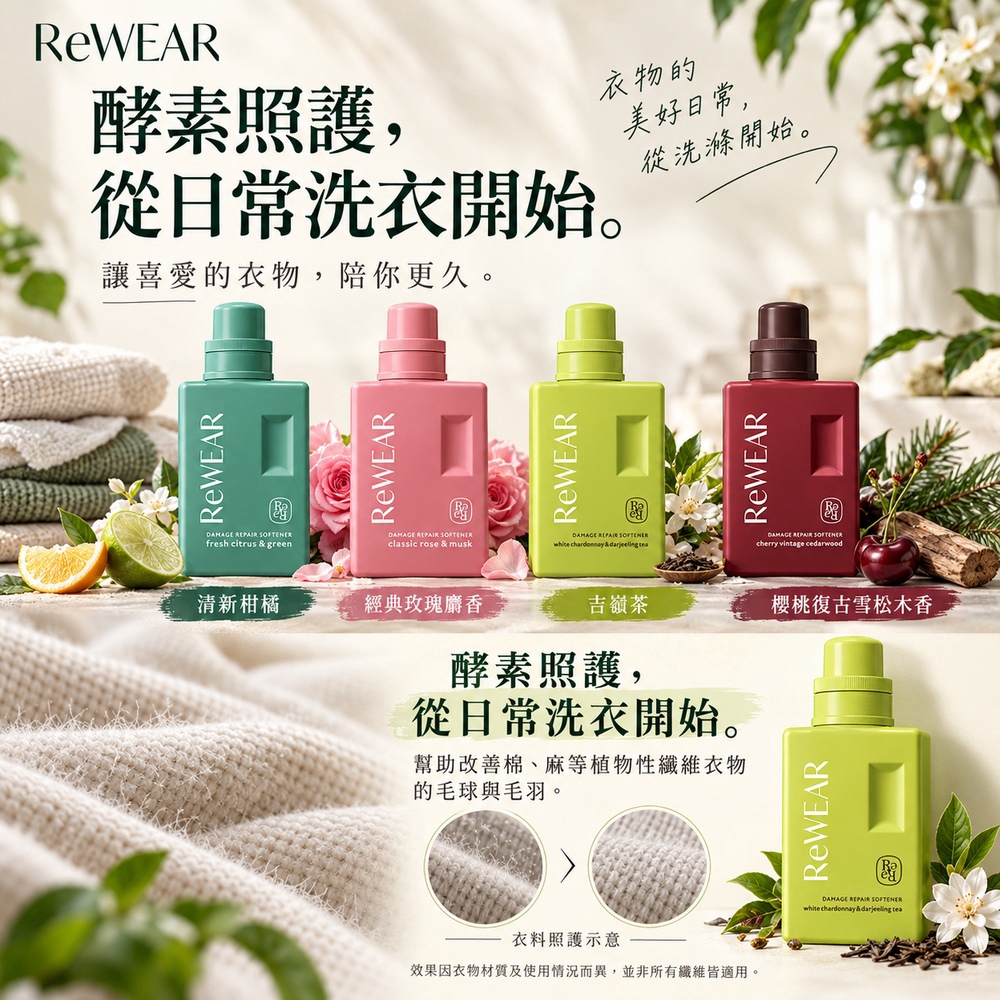 ReWEAR
酵素照護，
從日常洗衣開始。
讓喜愛的衣物，陪你更久。
衣物的
美好日常，
從洗滌開始。
ReWEAR
DAMAGE REPAIR SOFTENER
fresh citrus & green
ReWEAR
DAMAGE REPAIR SOFTENER
classic rose & musk
ReWEAR
DAMAGE REPAIR SOFTENER
white chardonnay&darjeeling tea
ReWEAR
DAMAGE REPAIR SOFTENER
cherry vintage cedarwood
清新柑橘
經典玫瑰麝香
吉嶺茶
櫻桃復古雪松木香
酵素照護，
從日常洗衣開始。
幫助改善棉、麻等植物性纖維衣物
的毛球與毛羽。
衣料照護示意
效果因衣物材質及使用情況而異，並非所有纖維皆適用。
ReWEAR
DAMAGE REPAIR SOFTENER
white chardonnay&darjeeling tea